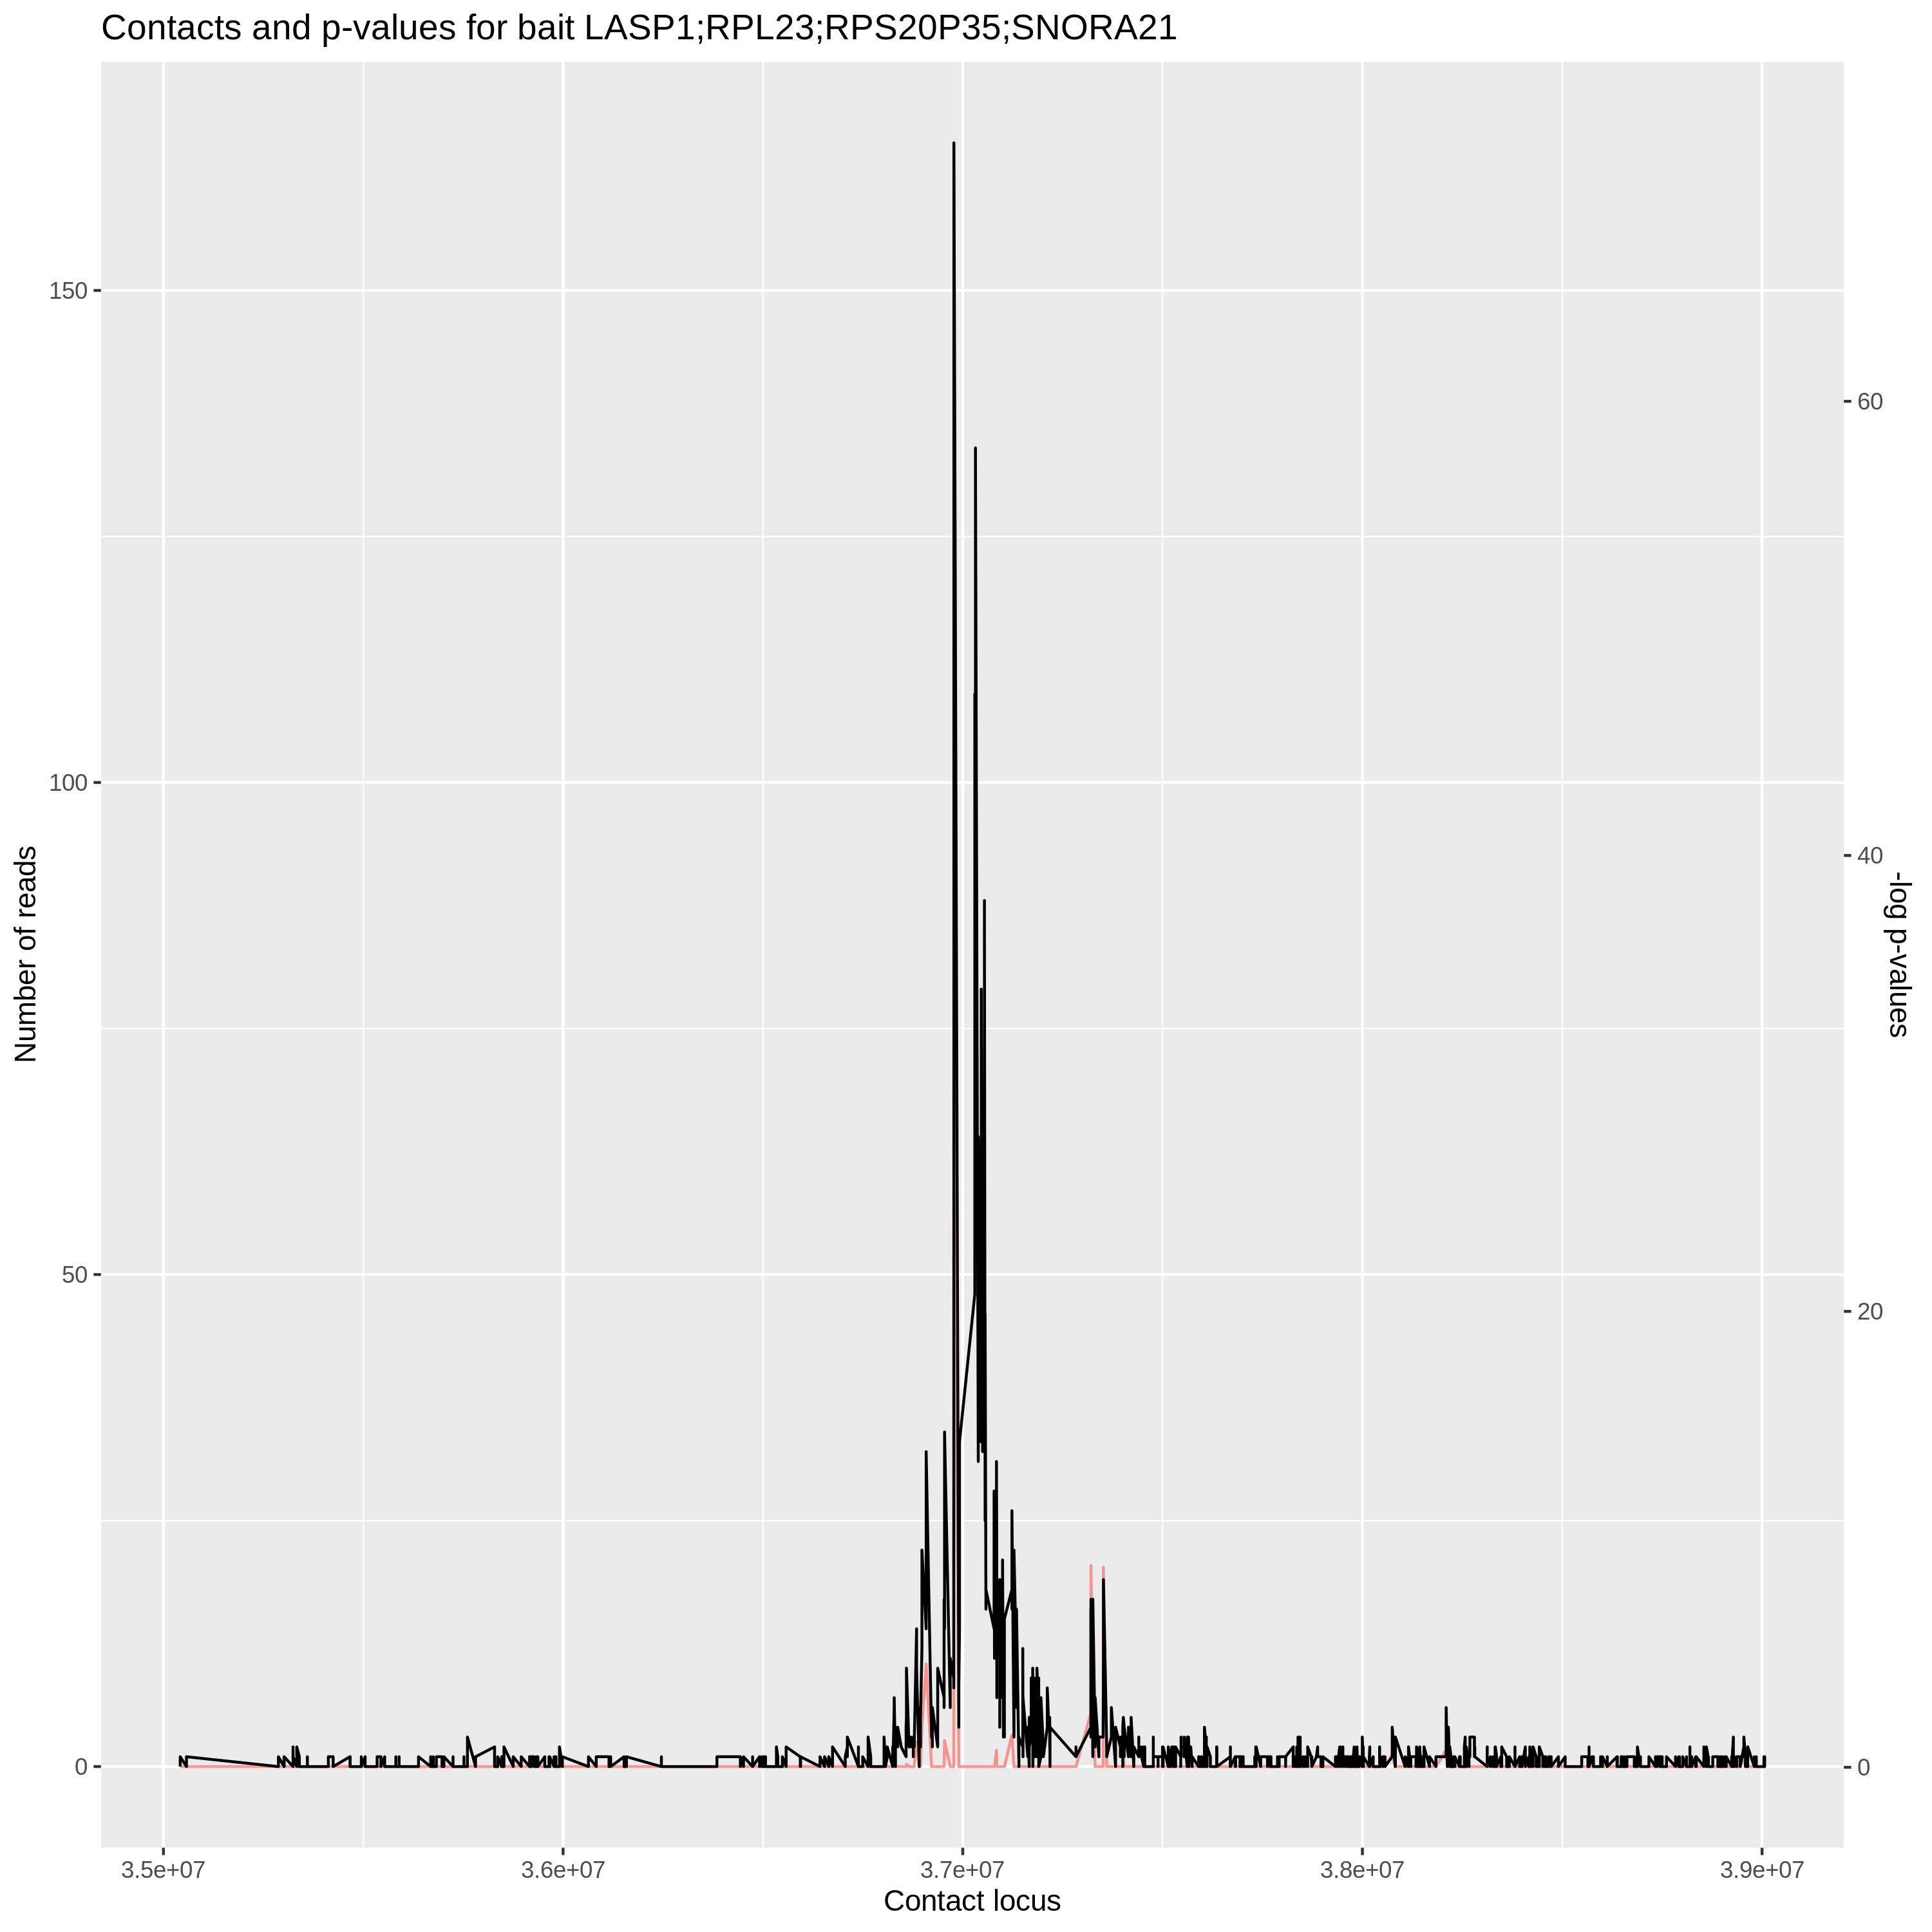 Contacts and p-values for bait LASP1;RPL23;RPS20P35;SNORA21
150
100
50
0
Number of reads
60
40
20
0
-log p-values
3.5e+07
3.6e+07
3.7e+07
3.8e+07
3.9e+07
Contact locus